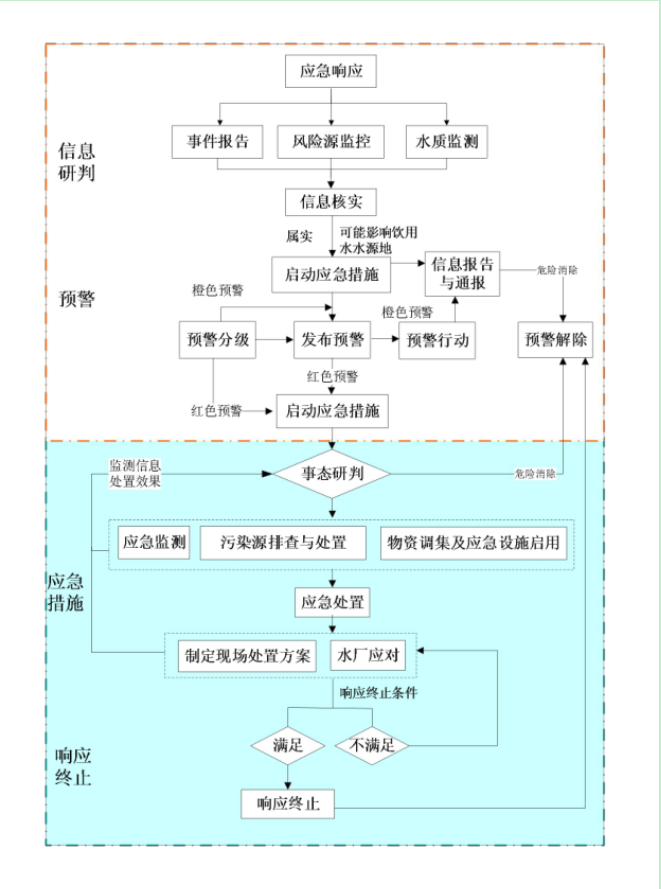 应急响应
事件报告
风险源监控
水质监测
信息
研判
信息核实
属实
可能影响饮用
水水源地
启动应急措施
信息报告
与通报
危险消除
预警
橙色预警
橙色预警
预警分级
发布预警
预警行动
预警解除
红色预警
红色预警
启动应急措施
监测信息
处置效果
事态研判
危险消除
应急监测
污染源排查与处置
物资调集及应急设施启用
应急
措施
应急处置
制定现场处置方案
水厂应对
响应终止条件
满足
不满足
响应
终止
响应终止